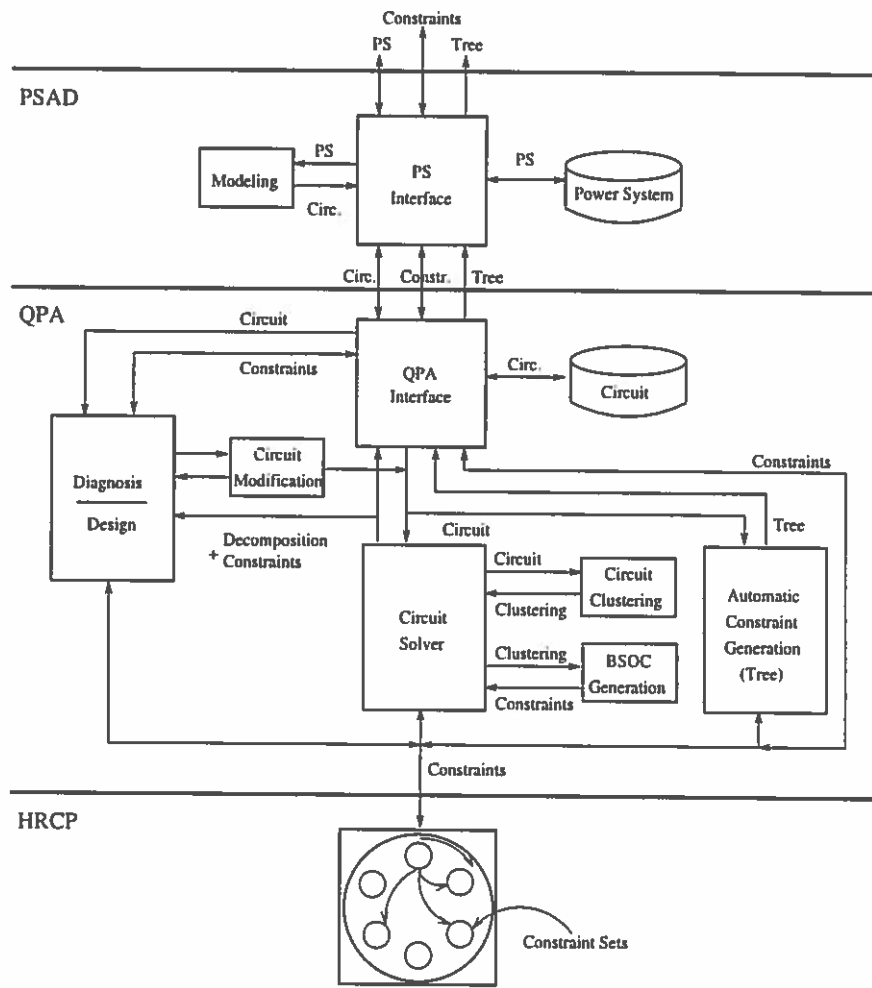 Constraints
PS
Tree
PSAD
PS
PS
Modeling
PS
Interface
Power System
Circ.
Circ.
Constr.
Tree
QPA
Circuit
Constraints
QPA
Interface
Circ.
Circuit
Circuit
Modification
Constraints
Diagnosis
Design
Tree
+ Decomposition
Constraints
Circuit
Circuit
Circuit
Clustering
Clustering
Circuit
Solver
Automatic
Constraint
Generation
(Tree)
Clustering
BSOC
Generation
Constraints
Constraints
HRCP
Constraint Sets